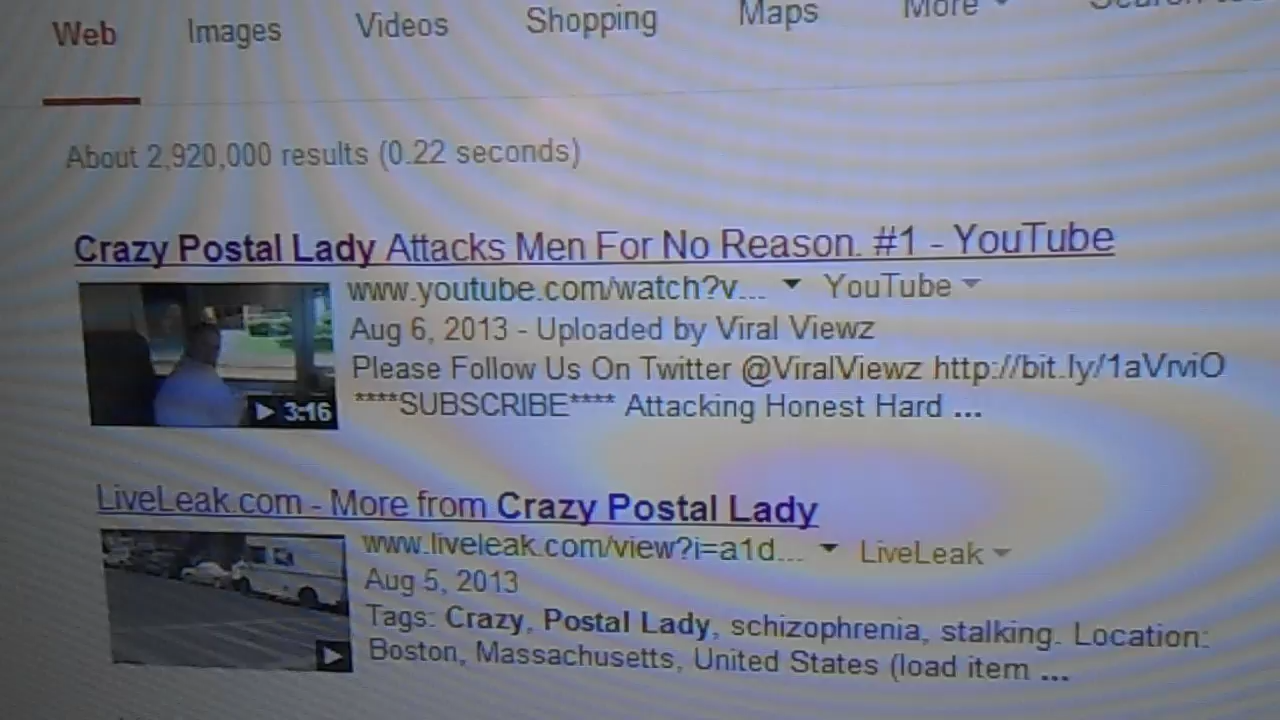 Web Images Videos Shopping Maps More
About 2,920,000 results (0.22 seconds)
Crazy Postal Lady Attacks Men For No Reason. #1 - YouTube
www.youtube.com/watch?v... YouTube
Aug 6, 2013 - Uploaded by Viral Viewz
Please Follow Us On Twitter @ViralViewz http://bit.ly/1aVrviO
****SUBSCRIBE**** Attacking Honest Hard ...
3:16
LiveLeak.com - More from Crazy Postal Lady
www.liveleak.com/view?i=a1d... LiveLeak
Aug 5, 2013
Tags: Crazy, Postal Lady, schizophrenia, stalking. Location:
Boston, Massachusetts, United States (load item ...